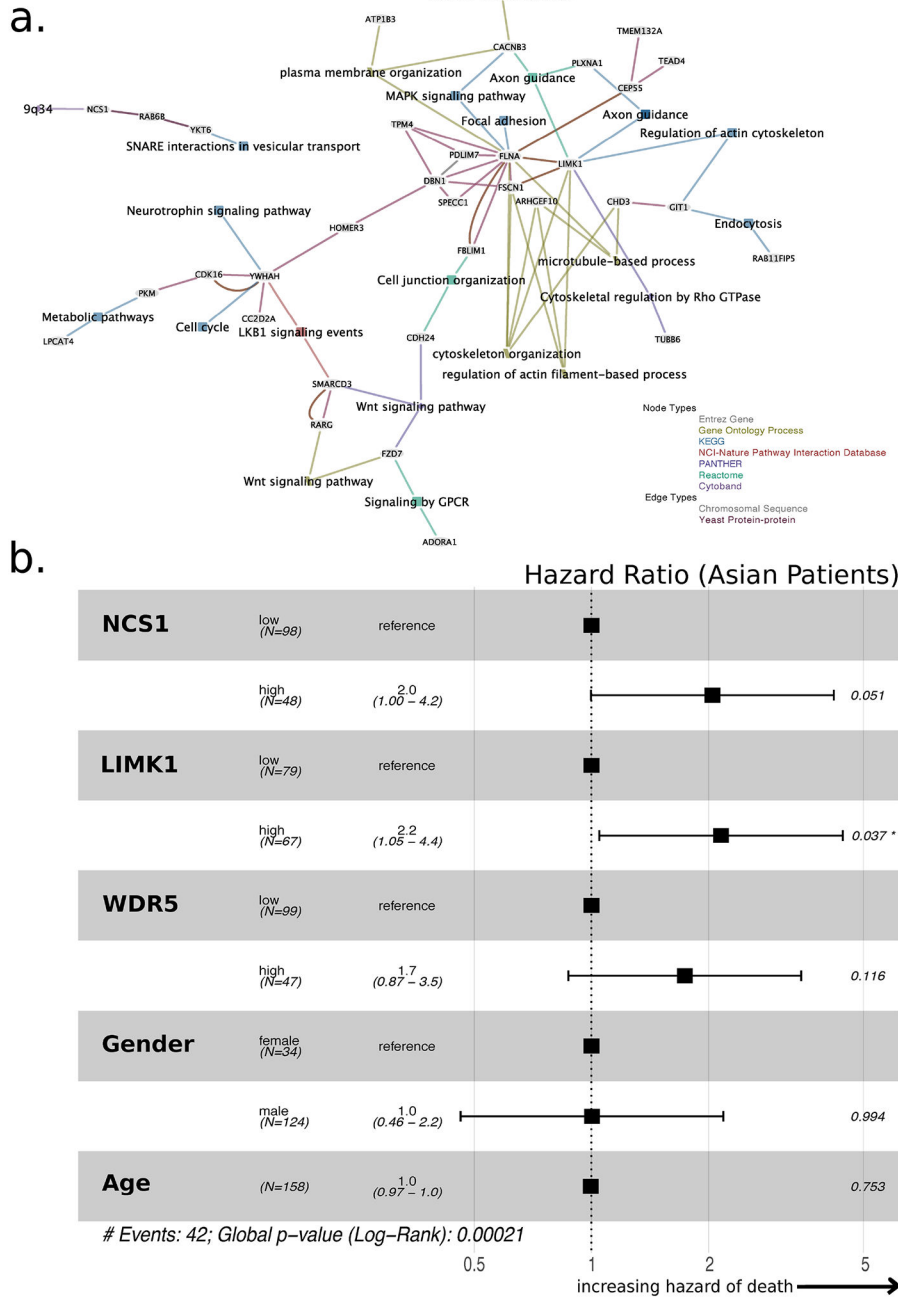 a.
ATP1B3
CACNB3
TMEM132A
plasma membrane organization
Axon guidance
PLXNA1
TEAD4
MAPK signaling pathway
CEP55
9q34
NCS1
RAB6B
YKT6
SNARE interactions in vesicular transport
TPM4
Focal adhesion
Axon guidance
Regulation of actin cytoskeleton
PDLIM7
FLNA
LIMK1
DBN1
FSCN1
SPECC1
ARHGEF10
CHD3
GIT1
Neurotrophin signaling pathway
HOMER3
Endocytosis
FBLIM1
microtubule-based process
RAB11FIP5
CDK16
YWHAH
Cell junction organization
PKM
Cytoskeletal regulation by Rho GTPase
Metabolic pathways
CC2D2A
Cell cycle
LKB1 signaling events
LPCAT4
CDH24
TUBB6
cytoskeleton organization
regulation of actin filament-based process
SMARCD3
Wnt signaling pathway
RARG
FZD7
Wnt signaling pathway
Signaling by GPCR
ADORA1
Node Types
Entrez Gene
Gene Ontology Process
KEGG
NCI-Nature Pathway Interaction Database
PANTHER
Reactome
Cytoband
Edge Types
Chromosomal Sequence
Yeast Protein-protein
b.
Hazard Ratio (Asian Patients)
NCS1 low (N=98) reference
high (N=48) 2.0 (1.00 – 4.2) 0.051
LIMK1 low (N=79) reference
high (N=67) 2.2 (1.05 – 4.4) 0.037 *
WDR5 low (N=99) reference
high (N=47) 1.7 (0.87 – 3.5) 0.116
Gender female (N=34) reference
male (N=124) 1.0 (0.46 – 2.2) 0.994
Age (N=158) 1.0 (0.97 – 1.0) 0.753
# Events: 42; Global p−value (Log−Rank): 0.00021
0.5 1 2 5
increasing hazard of death